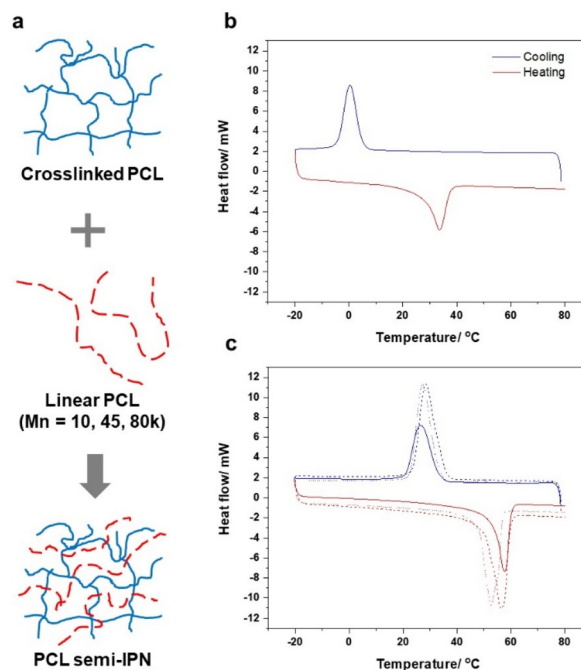 a
Crosslinked PCL
+
Linear PCL
(Mn = 10, 45, 80k)
PCL semi-IPN
b
Cooling
Heating
Heat flow/ mW
12
10
8
6
4
2
0
-2
-4
-6
-8
-10
-12
-20 0 20 40 60 80
Temperature/ °C
c
Heat flow/ mW
12
10
8
6
4
2
0
-2
-4
-6
-8
-10
-12
-20 0 20 40 60 80
Temperature/ °C